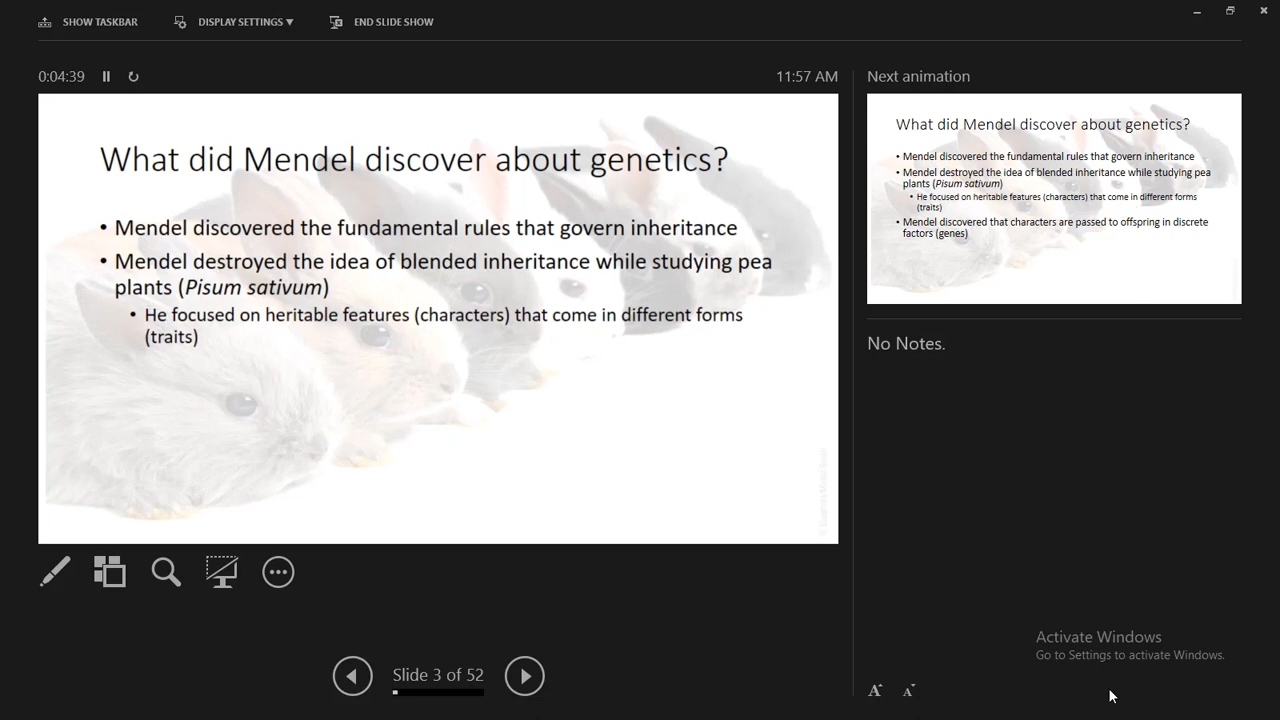 SHOW TASKBAR
DISPLAY SETTINGS ▼
END SLIDE SHOW
0:04:39
11:57 AM
What did Mendel discover about genetics?
• Mendel discovered the fundamental rules that govern inheritance
• Mendel destroyed the idea of blended inheritance while studying pea
plants (Pisum sativum)
• He focused on heritable features (characters) that come in different forms
(traits)
Slide 3 of 52
Next animation
What did Mendel discover about genetics?
• Mendel discovered the fundamental rules that govern inheritance
• Mendel destroyed the idea of blended inheritance while studying pea
plants (Pisum sativum)
• He focused on heritable features (characters) that come in different forms
(traits)
• Mendel discovered that characters are passed to offspring in discrete
factors (genes)
No Notes.
Activate Windows
Go to Settings to activate Windows.
A A